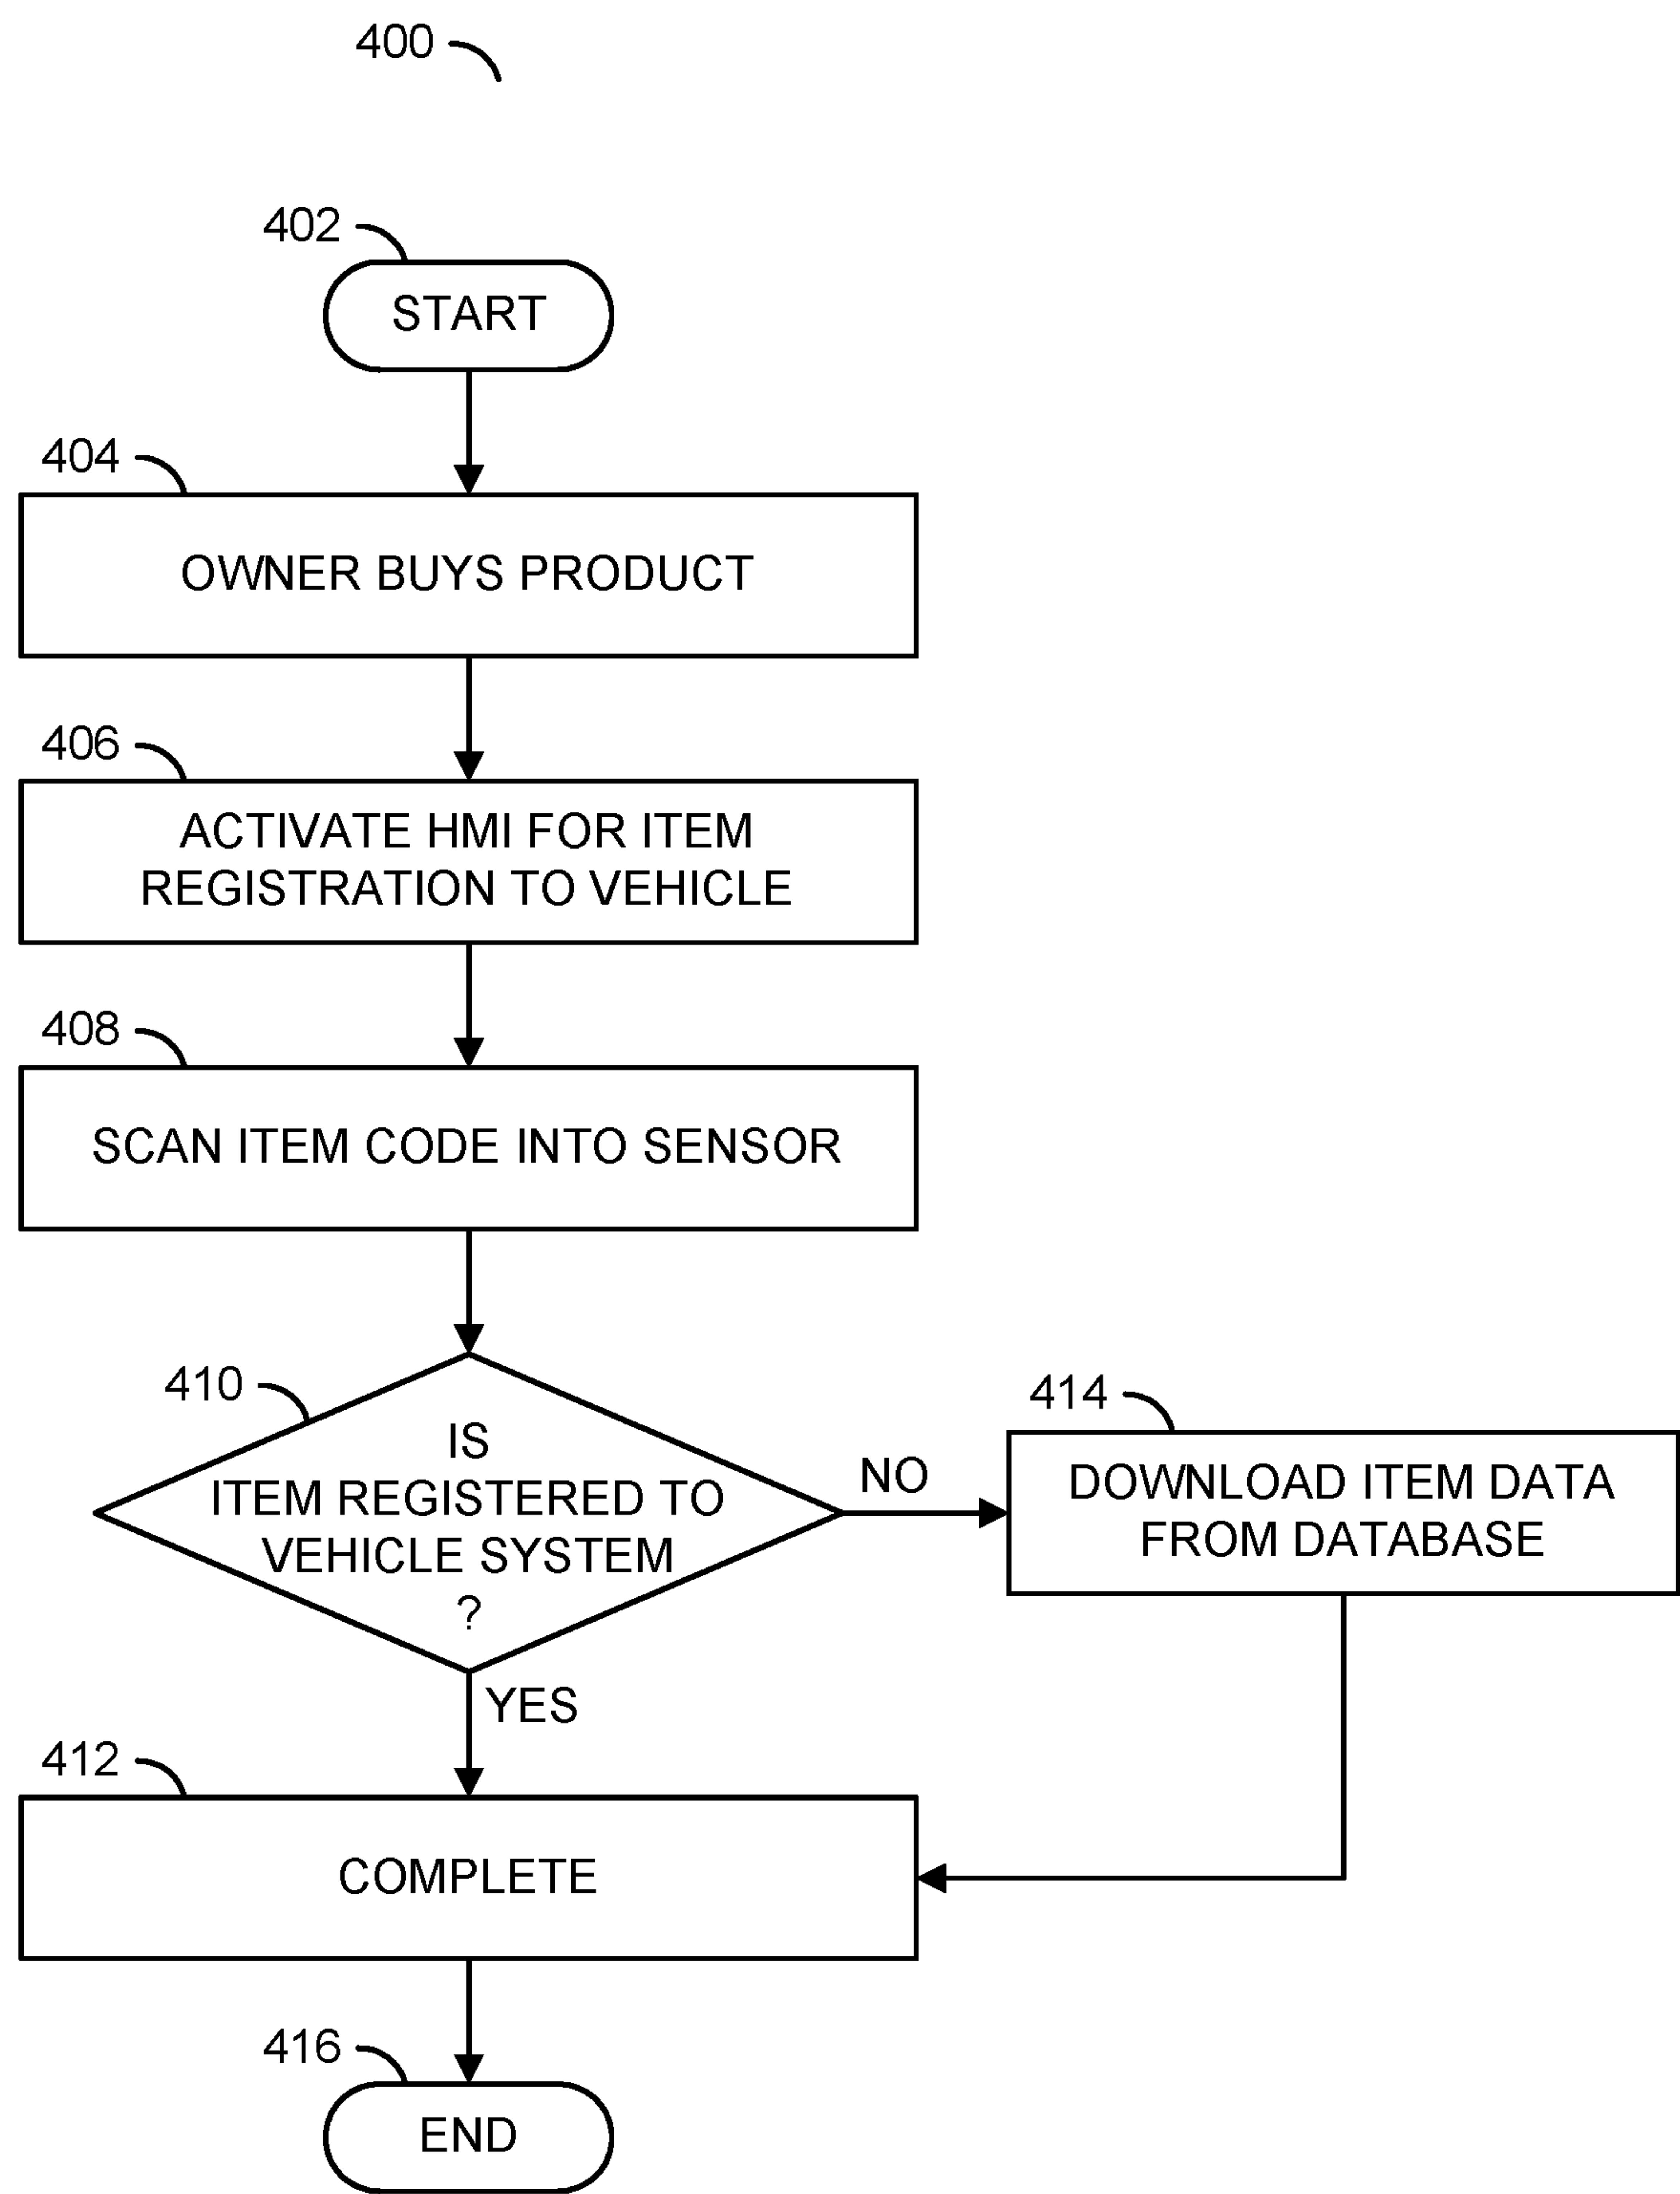 400
402
START
404
OWNER BUYS PRODUCT
406
ACTIVATE HMI FOR ITEM
REGISTRATION TO VEHICLE
408
SCAN ITEM CODE INTO SENSOR
410
IS
ITEM REGISTERED TO
VEHICLE SYSTEM
?
NO
414
DOWNLOAD ITEM DATA
FROM DATABASE
YES
412
COMPLETE
416
END